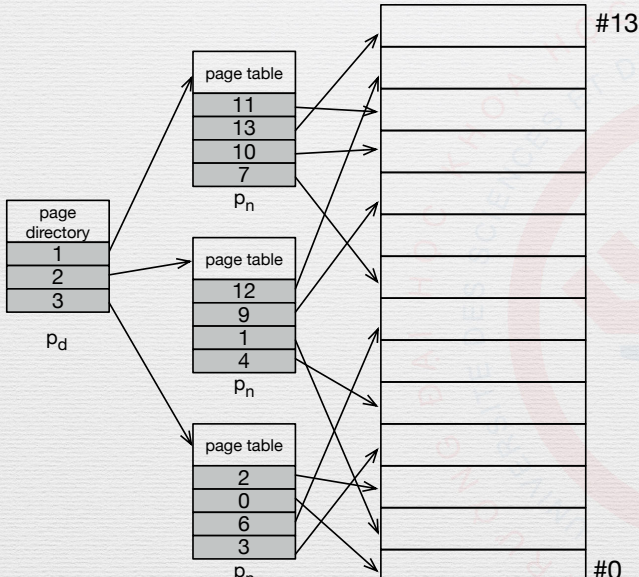 #13
page table
11
13
10
7
pn
page
directory
1
2
3
pd
page table
12
9
1
4
pn
page table
2
0
6
3
pn
#0